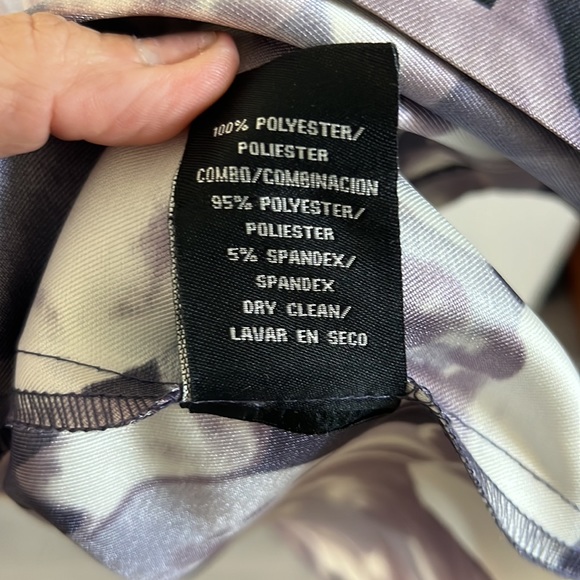 100% POLYESTER/
POLIESTER
COMBO/COMBINACION
95% POLYESTER/
POLIESTER
5% SPANDEX/
SPANDEX
DRY CLEAN/
LAVAR EN SECO